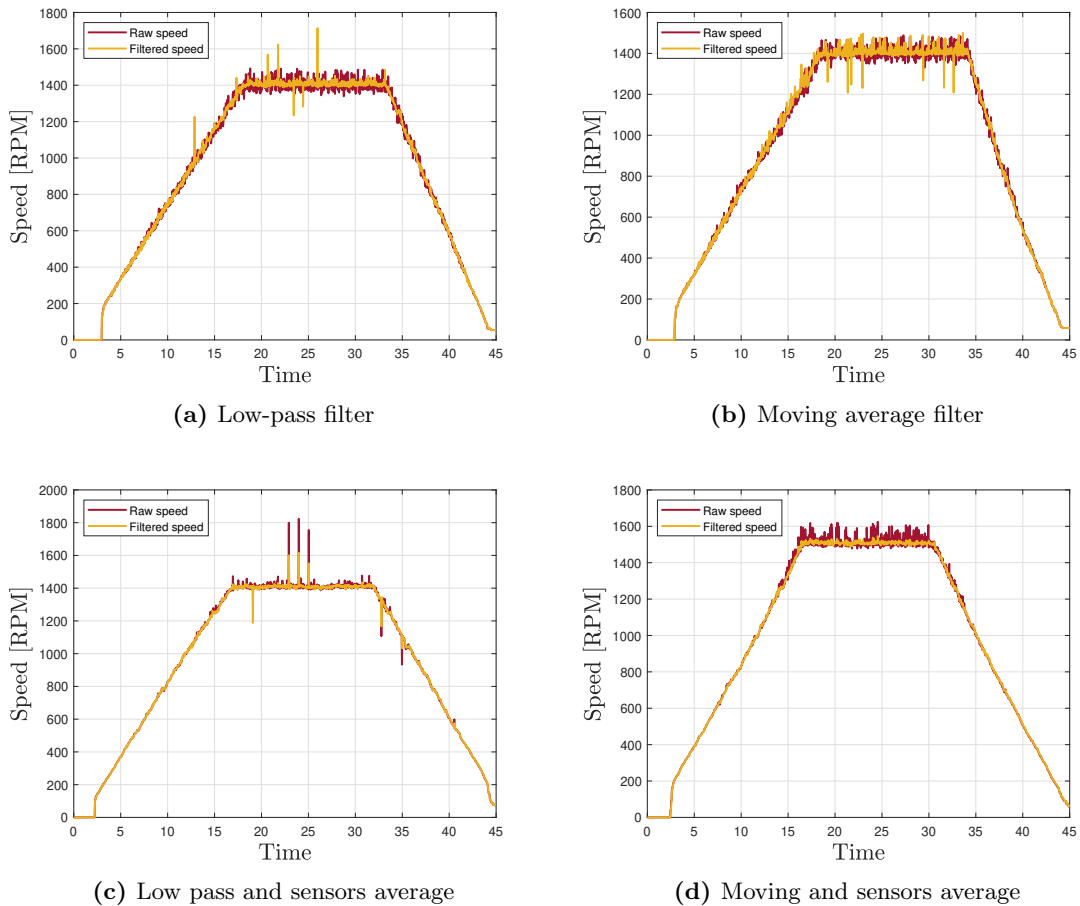 1800
1600
1400
1200
1000
800
600
400
200
0
Speed [RPM]
Raw speed
Filtered speed
0 5 10 15 20 25 30 35 40 45
Time
(a) Low-pass filter
1600
1400
1200
1000
800
600
400
200
0
Speed [RPM]
Raw speed
Filtered speed
0 5 10 15 20 25 30 35 40 45
Time
(b) Moving average filter
2000
1800
1600
1400
1200
1000
800
600
400
200
0
Speed [RPM]
Raw speed
Filtered speed
0 5 10 15 20 25 30 35 40 45
Time
(c) Low pass and sensors average
1800
1600
1400
1200
1000
800
600
400
200
0
Speed [RPM]
Raw speed
Filtered speed
0 5 10 15 20 25 30 35 40 45
Time
(d) Moving and sensors average